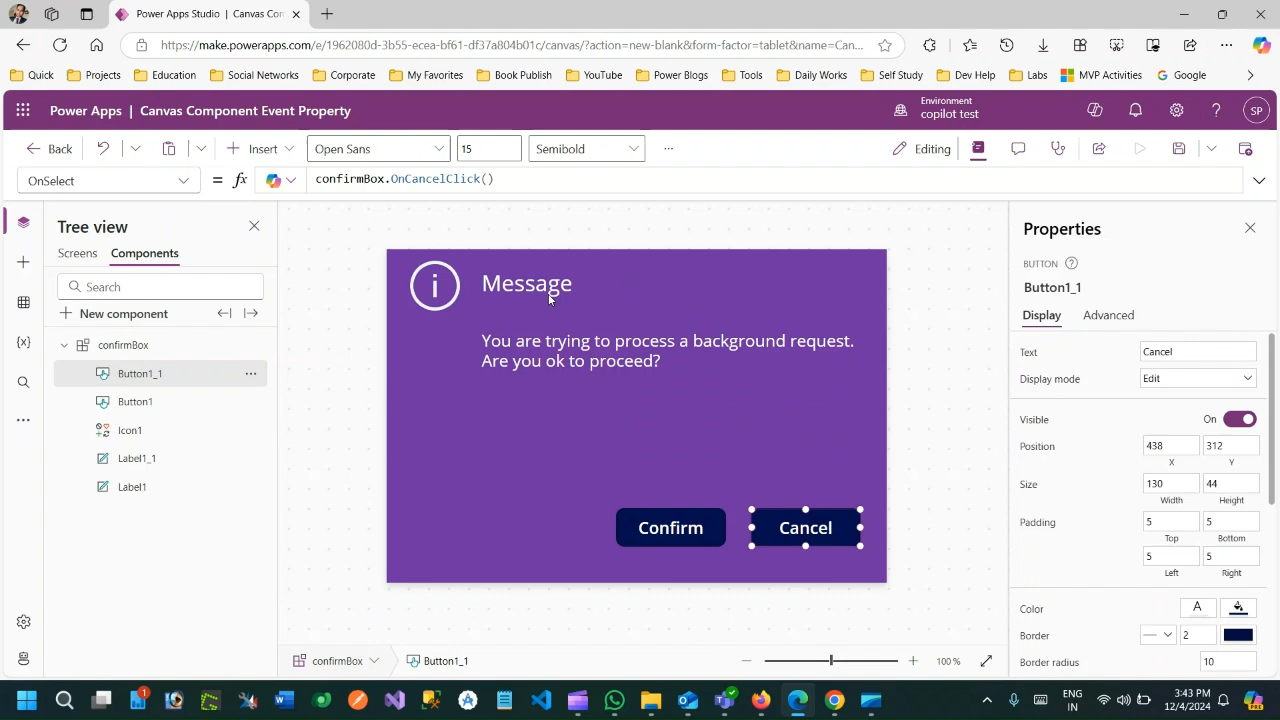 Power Apps Studio | Canvas Con
https://make.powerapps.com/e/1962080d-3b55-ecea-bf61-df37a804b01c/canvas/?action=new-blank&form-factor=tablet&name=Can...
Quick Projects Education Social Networks Corporate My Favorites Book Publish YouTube Power Blogs Tools Daily Works Self Study Dev Help Labs MVP Activities Google
Power Apps | Canvas Component Event Property
Environment
copilot test
SP
Back Insert Open Sans 15 Semibold ... Editing
OnSelect = fx confirmBox.OnCancelClick()
Tree view
Screens Components
Search
New component
confirmBox
Button1_1
Button1
Icon1
Label1_1
Label1
i Message
You are trying to process a background request.
Are you ok to proceed?
Confirm Cancel
confirmBox Button1_1 100 %
Properties
BUTTON ?
Button1_1
Display Advanced
Text Cancel
Display mode Edit
Visible On
Position 438 312
X Y
Size 130 44
Width Height
Padding 5 5
Top Bottom
5 5
Left Right
Color A
Border 2
Border radius 10
1
ENG
IN
3:43 PM
12/4/2024